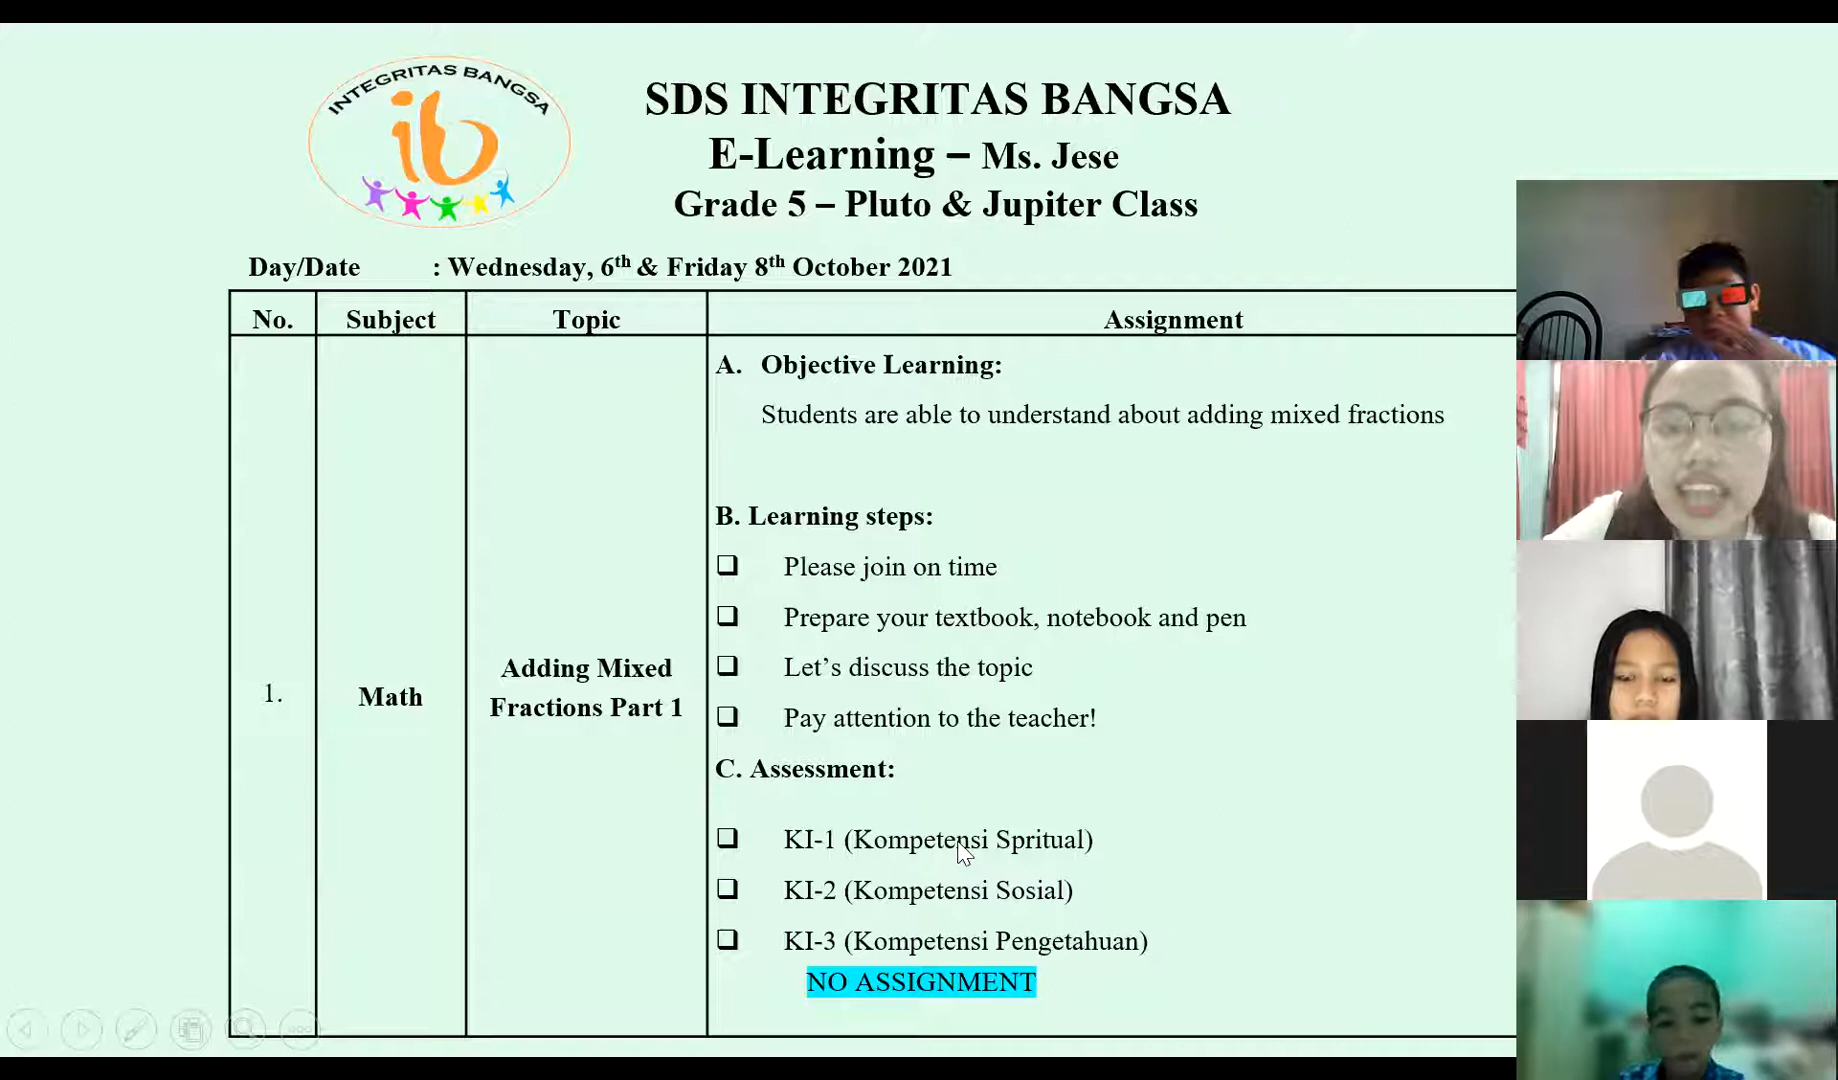 INTEGRITAS BANGSA
ib
SDS INTEGRITAS BANGSA
E-Learning – Ms. Jese
Grade 5 – Pluto & Jupiter Class
Day/Date : Wednesday, 6th & Friday 8th October 2021
No. Subject Topic Assignment
1.
Math
Adding Mixed
Fractions Part 1
A. Objective Learning:
Students are able to understand about adding mixed fractions
B. Learning steps:
❑ Please join on time
❑ Prepare your textbook, notebook and pen
❑ Let’s discuss the topic
❑ Pay attention to the teacher!
C. Assessment:
❑ KI-1 (Kompetensi Spritual)
❑ KI-2 (Kompetensi Sosial)
❑ KI-3 (Kompetensi Pengetahuan)
NO ASSIGNMENT